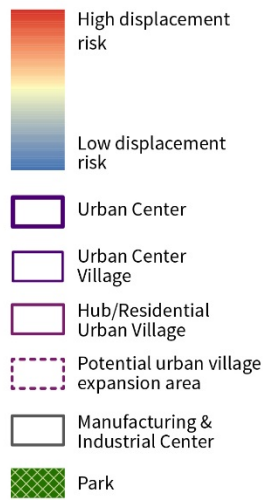 High displacement
risk
Low displacement
risk
Urban Center
Urban Center
Village
Hub/Residential
Urban Village
Potential urban village
expansion area
Manufacturing &
Industrial Center
Park